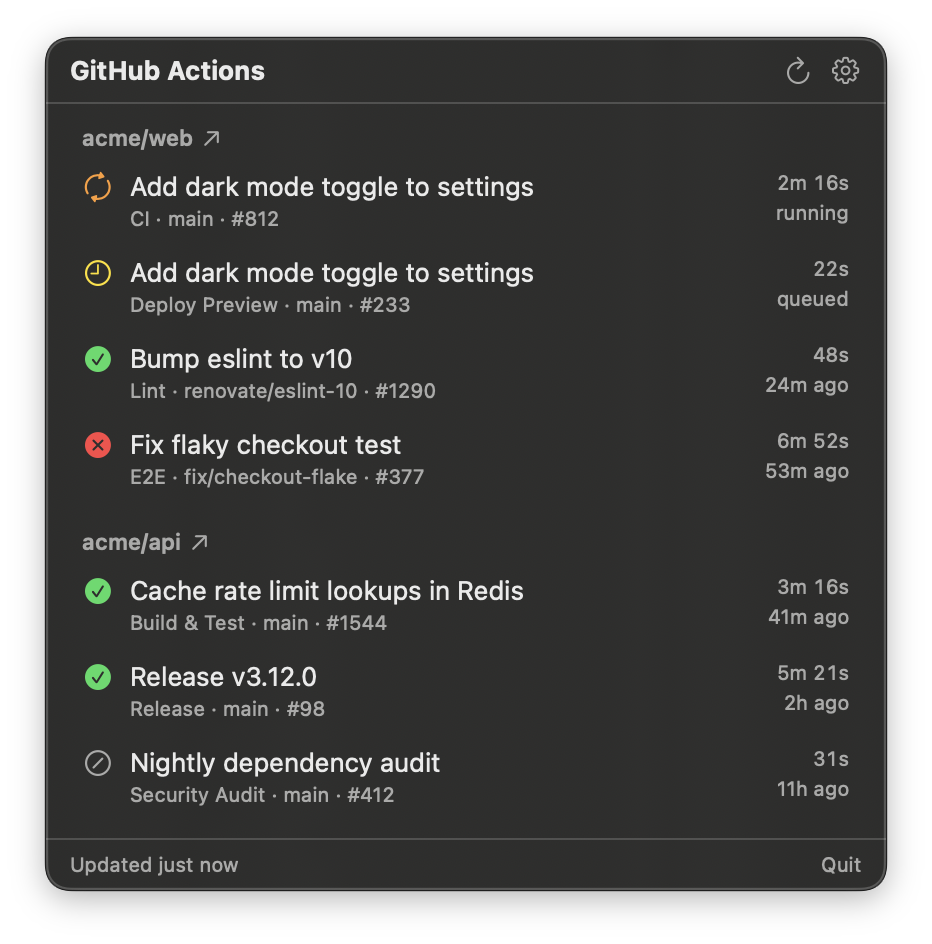 GitHub Actions
acme/web
Add dark mode toggle to settings
2m 16s
CI · main · #812
running
Add dark mode toggle to settings
22s
Deploy Preview · main · #233
queued
Bump eslint to v10
48s
Lint · renovate/eslint-10 · #1290
24m ago
Fix flaky checkout test
6m 52s
E2E · fix/checkout-flake · #377
53m ago
acme/api
Cache rate limit lookups in Redis
3m 16s
Build & Test · main · #1544
41m ago
Release v3.12.0
5m 21s
Release · main · #98
2h ago
Nightly dependency audit
31s
Security Audit · main · #412
11h ago
Updated just now
Quit